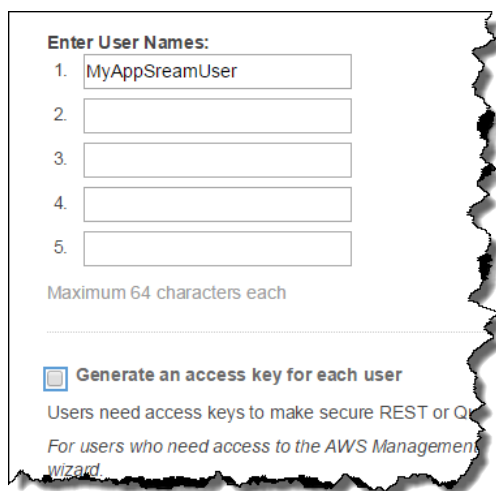 Enter User Names:
1. MyAppSreamUser
2.
3.
4.
5.
Maximum 64 characters each
Generate an access key for each user
Users need access keys to make secure REST or
For users who need access to the AWS Management
wizard.